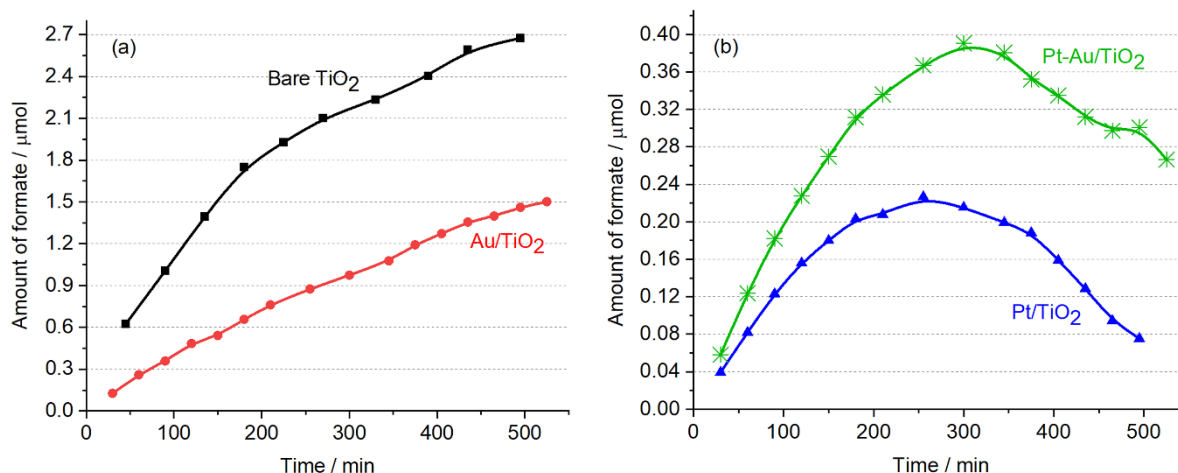 (a)
Bare TiO₂
Au/TiO₂
Amount of formate / μmol
2.7
2.4
2.1
1.8
1.5
1.2
0.9
0.6
0.3
0.0
0 100 200 300 400 500
Time / min
(b)
Pt-Au/TiO₂
Pt/TiO₂
Amount of formate / μmol
0.40
0.36
0.32
0.28
0.24
0.20
0.16
0.12
0.08
0.04
0.00
0 100 200 300 400 500
Time / min